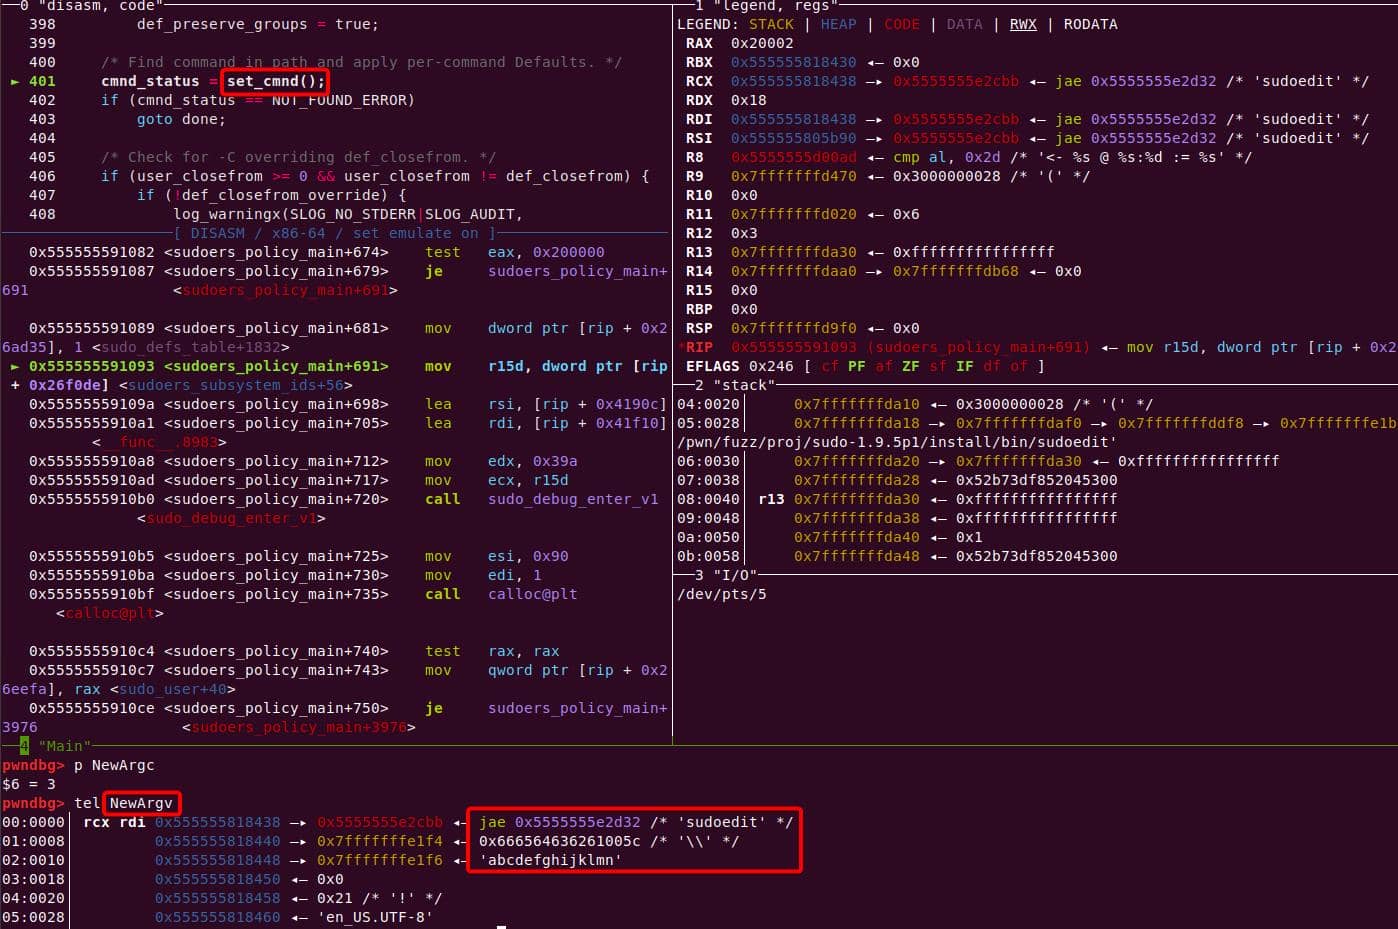 0 "disasm, code"
398 def_preserve_groups = true;
399
400 /* Find command in path and apply per-command Defaults. */
► 401 cmnd_status = set_cmnd();
402 if (cmnd_status == NOT_FOUND_ERROR)
403 goto done;
404
405 /* Check for -C overriding def_closefrom. */
406 if (user_closefrom >= 0 && user_closefrom != def_closefrom) {
407 if (!def_closefrom_override) {
408 log_warningx(SLOG_NO_STDERR|SLOG_AUDIT,
[ DISASM / x86-64 / set emulate on ]
0x555555591082 <sudoers_policy_main+674> test eax, 0x200000
0x555555591087 <sudoers_policy_main+679> je sudoers_policy_main+
691 <sudoers_policy_main+691>
0x555555591089 <sudoers_policy_main+681> mov dword ptr [rip + 0x2
6ad35], 1 <sudo_defs_table+1832>
► 0x555555591093 <sudoers_policy_main+691> mov r15d, dword ptr [rip
+ 0x26f0de] <sudoers_subsystem_ids+56>
0x55555559109a <sudoers_policy_main+698> lea rsi, [rip + 0x4190c]
0x5555555910a1 <sudoers_policy_main+705> lea rdi, [rip + 0x41f10]
<__func__.8983>
0x5555555910a8 <sudoers_policy_main+712> mov edx, 0x39a
0x5555555910ad <sudoers_policy_main+717> mov ecx, r15d
0x5555555910b0 <sudoers_policy_main+720> call sudo_debug_enter_v1
<sudo_debug_enter_v1>
0x5555555910b5 <sudoers_policy_main+725> mov esi, 0x90
0x5555555910ba <sudoers_policy_main+730> mov edi, 1
0x5555555910bf <sudoers_policy_main+735> call calloc@plt
<calloc@plt>
0x5555555910c4 <sudoers_policy_main+740> test rax, rax
0x5555555910c7 <sudoers_policy_main+743> mov qword ptr [rip + 0x2
6eefa], rax <sudo_user+40>
0x5555555910ce <sudoers_policy_main+750> je sudoers_policy_main+
3976 <sudoers_policy_main+3976>
1 "legend, regs"
LEGEND: STACK | HEAP | CODE | DATA | RWX | RODATA
RAX 0x20002
RBX 0x555555818430 ◂— 0x0
RCX 0x555555818438 —▸ 0x5555555e2cbb ◂— jae 0x5555555e2d32 /* 'sudoedit' */
RDX 0x18
RDI 0x555555818438 —▸ 0x5555555e2cbb ◂— jae 0x5555555e2d32 /* 'sudoedit' */
RSI 0x555555805b90 —▸ 0x5555555e2cbb ◂— jae 0x5555555e2d32 /* 'sudoedit' */
R8 0x5555555d00ad ◂— cmp al, 0x2d /* '<- %s @ %s:%d := %s' */
R9 0x7fffffffd470 ◂— 0x3000000028 /* '(' */
R10 0x0
R11 0x7fffffffd020 ◂— 0x6
R12 0x3
R13 0x7fffffffda30 ◂— 0xffffffffffffffff
R14 0x7fffffffdaa0 —▸ 0x7fffffffdb68 ◂— 0x0
R15 0x0
RBP 0x0
RSP 0x7fffffffd9f0 ◂— 0x0
*RIP 0x555555591093 (sudoers_policy_main+691) ◂— mov r15d, dword ptr [rip + 0x2
EFLAGS 0x246 [ cf PF af ZF sf IF df of ]
2 "stack"
04:0020│ 0x7fffffffda10 ◂— 0x3000000028 /* '(' */
05:0028│ 0x7fffffffda18 —▸ 0x7fffffffdaf0 —▸ 0x7fffffffddf8 —▸ 0x7fffffffe1b
/pwn/fuzz/proj/sudo-1.9.5p1/install/bin/sudoedit'
06:0030│ 0x7fffffffda20 —▸ 0x7fffffffda30 ◂— 0xffffffffffffffff
07:0038│ 0x7fffffffda28 ◂— 0x52b73df852045300
08:0040│ r13 0x7fffffffda30 ◂— 0xffffffffffffffff
09:0048│ 0x7fffffffda38 ◂— 0xffffffffffffffff
0a:0050│ 0x7fffffffda40 ◂— 0x1
0b:0058│ 0x7fffffffda48 ◂— 0x52b73df852045300
3 "I/O"
/dev/pts/5
4 "Main"
pwndbg> p NewArgc
$6 = 3
pwndbg> tel NewArgv
00:0000│ rcx rdi 0x555555818438 —▸ 0x5555555e2cbb ◂— jae 0x5555555e2d32 /* 'sudoedit' */
01:0008│ 0x555555818440 —▸ 0x7fffffffe1f4 ◂— 0x666564636261005c /* '\\' */
02:0010│ 0x555555818448 —▸ 0x7fffffffe1f6 ◂— 'abcdefghijklmn'
03:0018│ 0x555555818450 ◂— 0x0
04:0020│ 0x555555818458 ◂— 0x21 /* '!' */
05:0028│ 0x555555818460 ◂— 'en_US.UTF-8'